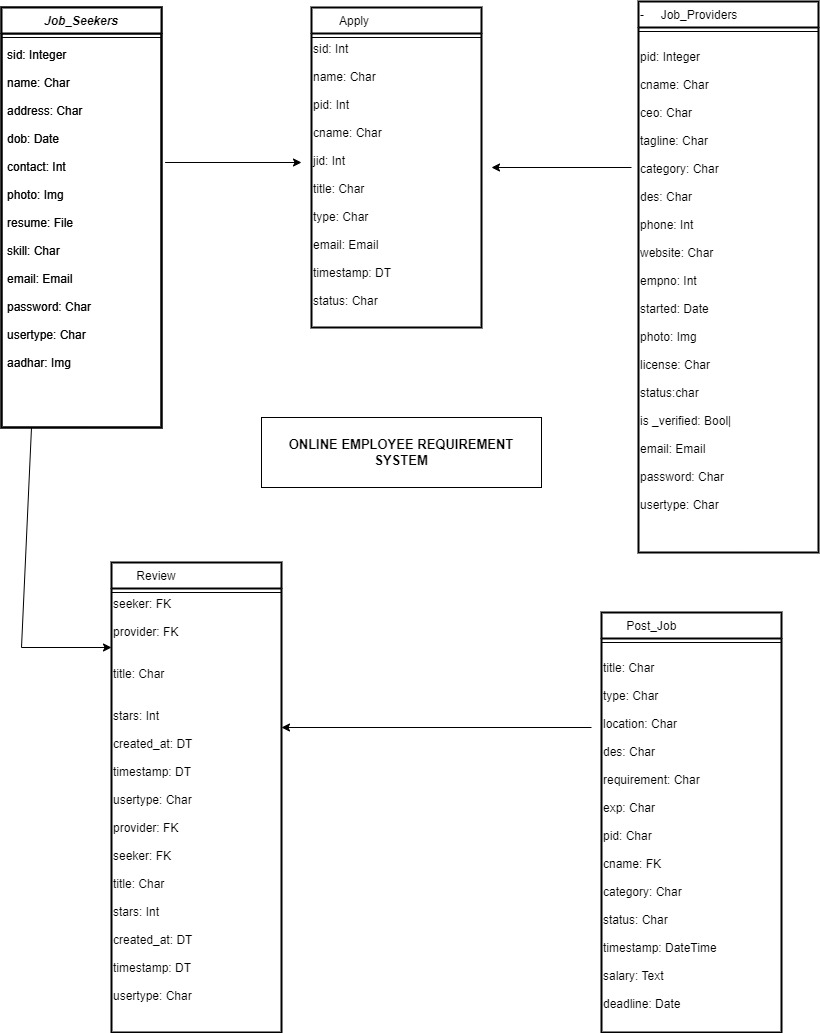 Job_Seekers
sid: Integer
name: Char
address: Char
dob: Date
contact: Int
photo: Img
resume: File
skill: Char
email: Email
password: Char
usertype: Char
aadhar: Img
Apply
sid: Int
name: Char
pid: Int
cname: Char
jid: Int
title: Char
type: Char
email: Email
timestamp: DT
status: Char
- Job_Providers
pid: Integer
cname: Char
ceo: Char
tagline: Char
category: Char
des: Char
phone: Int
website: Char
empno: Int
started: Date
photo: Img
license: Char
status:char
is _verified: Bool|
email: Email
password: Char
usertype: Char
ONLINE EMPLOYEE REQUIREMENT
SYSTEM
Review
seeker: FK
provider: FK
title: Char
stars: Int
created_at: DT
timestamp: DT
usertype: Char
provider: FK
seeker: FK
title: Char
stars: Int
created_at: DT
timestamp: DT
usertype: Char
Post_Job
title: Char
type: Char
location: Char
des: Char
requirement: Char
exp: Char
pid: Char
cname: FK
category: Char
status: Char
timestamp: DateTime
salary: Text
deadline: Date